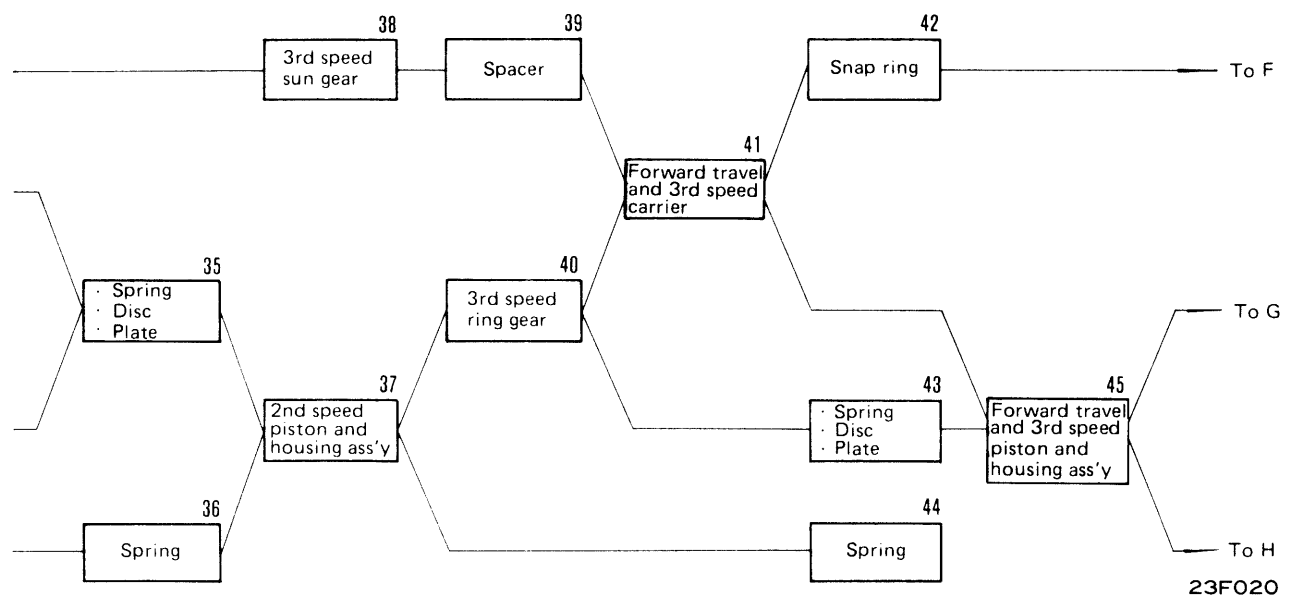 38
3rd speed
sun gear
39
Spacer
42
Snap ring
To F
41
Forward travel
and 3rd speed
carrier
35
· Spring
· Disc
· Plate
40
3rd speed
ring gear
To G
37
2nd speed
piston and
housing ass'y
43
· Spring
· Disc
· Plate
45
Forward travel
and 3rd speed
piston and
housing ass'y
36
Spring
44
Spring
To H
23F020